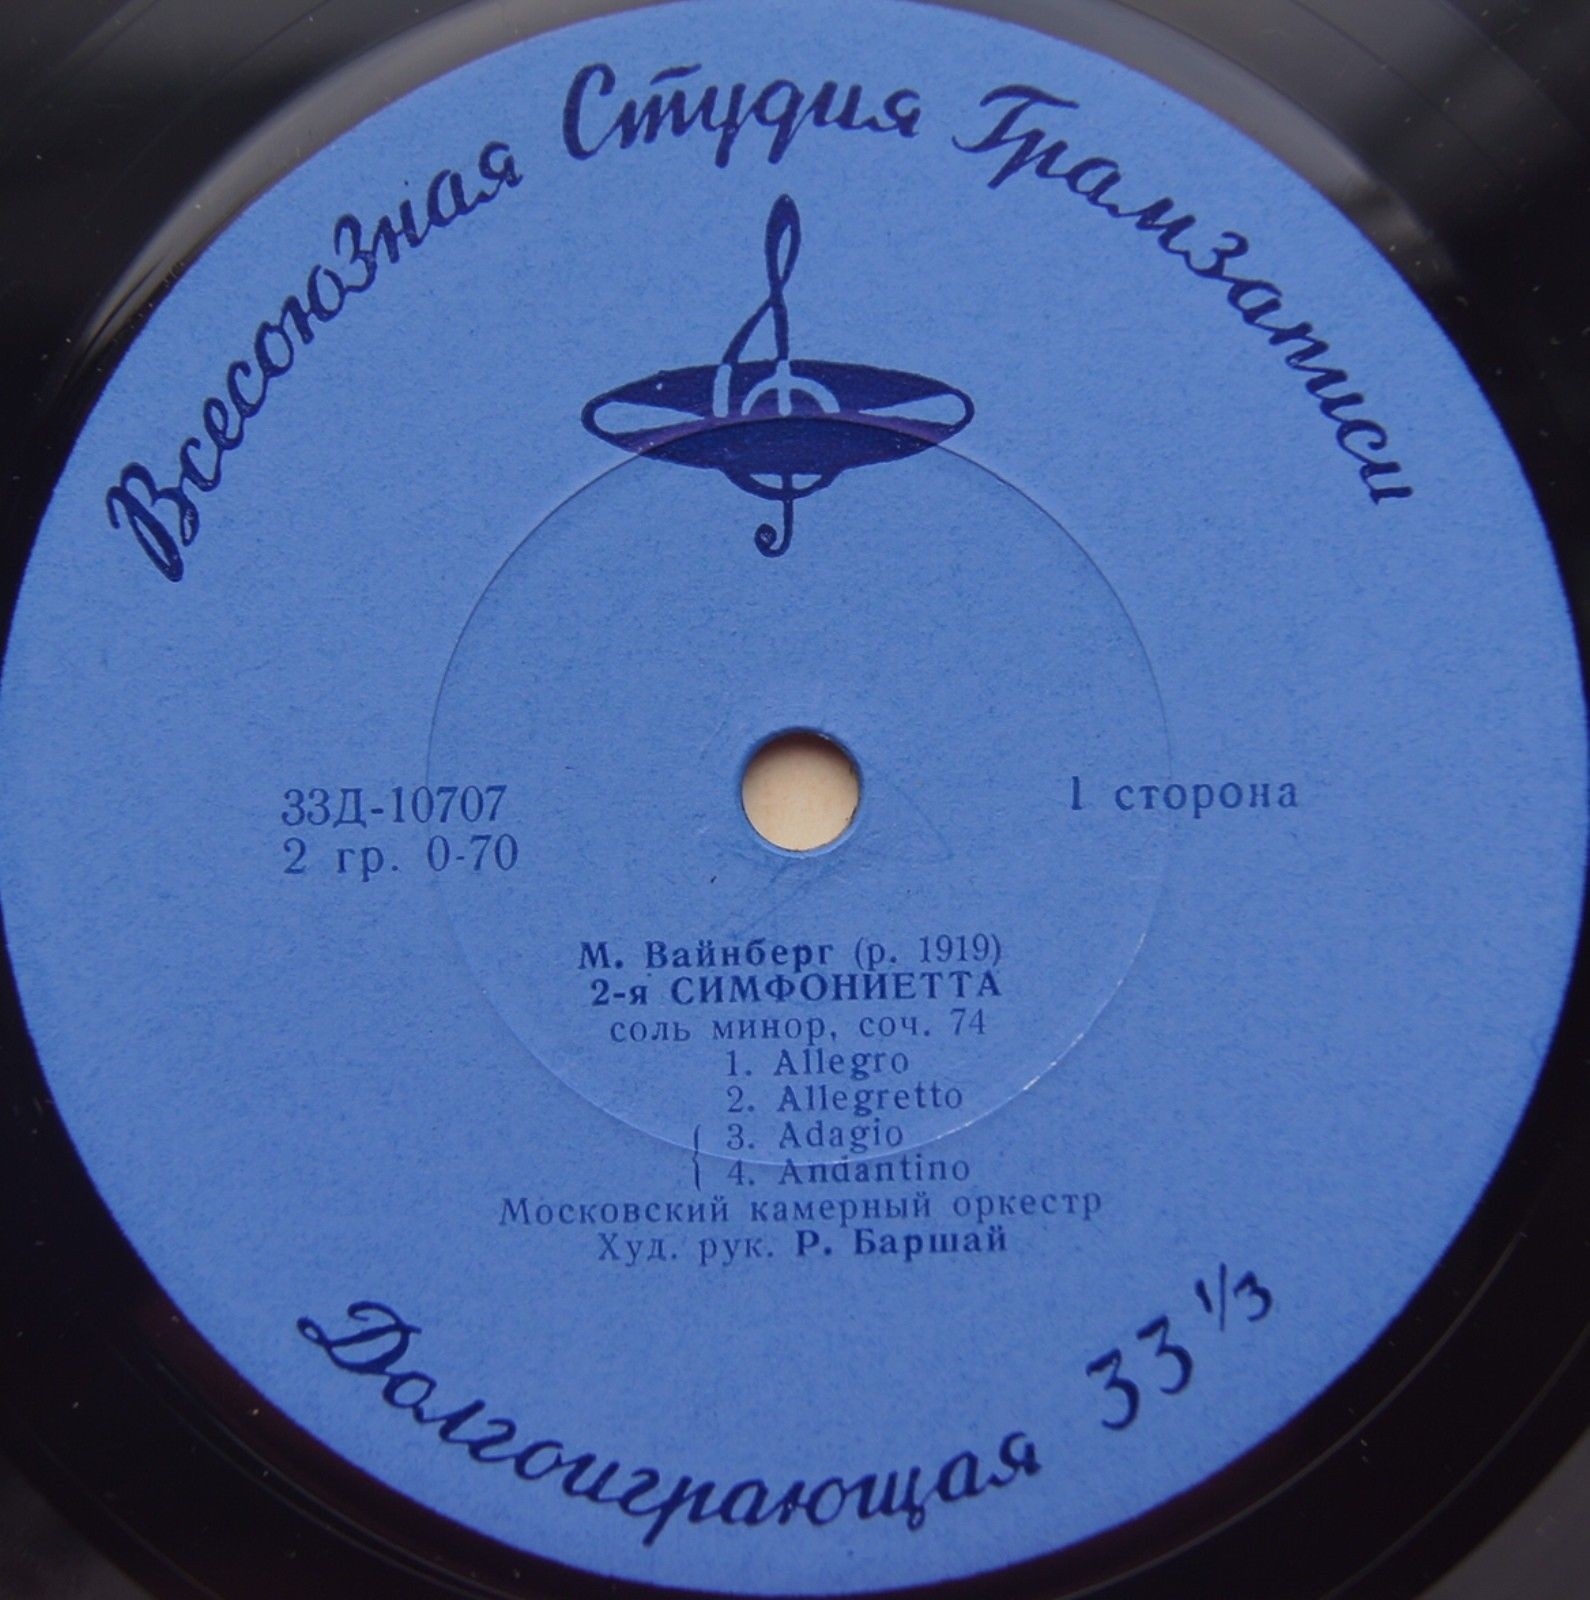 Всесоюзная Студия Грамзаписи
33Д-10707
2 гр. 0-70
1 сторона
М. Вайнберг (р. 1919)
2-я СИМФОНИЕТТА
соль минор, соч. 74
1. Allegro
2. Allegretto
3. Adagio
4. Andantino
Московский камерный оркестр
Худ. рук. Р. Баршай
Долгоиграющая 33 1/3